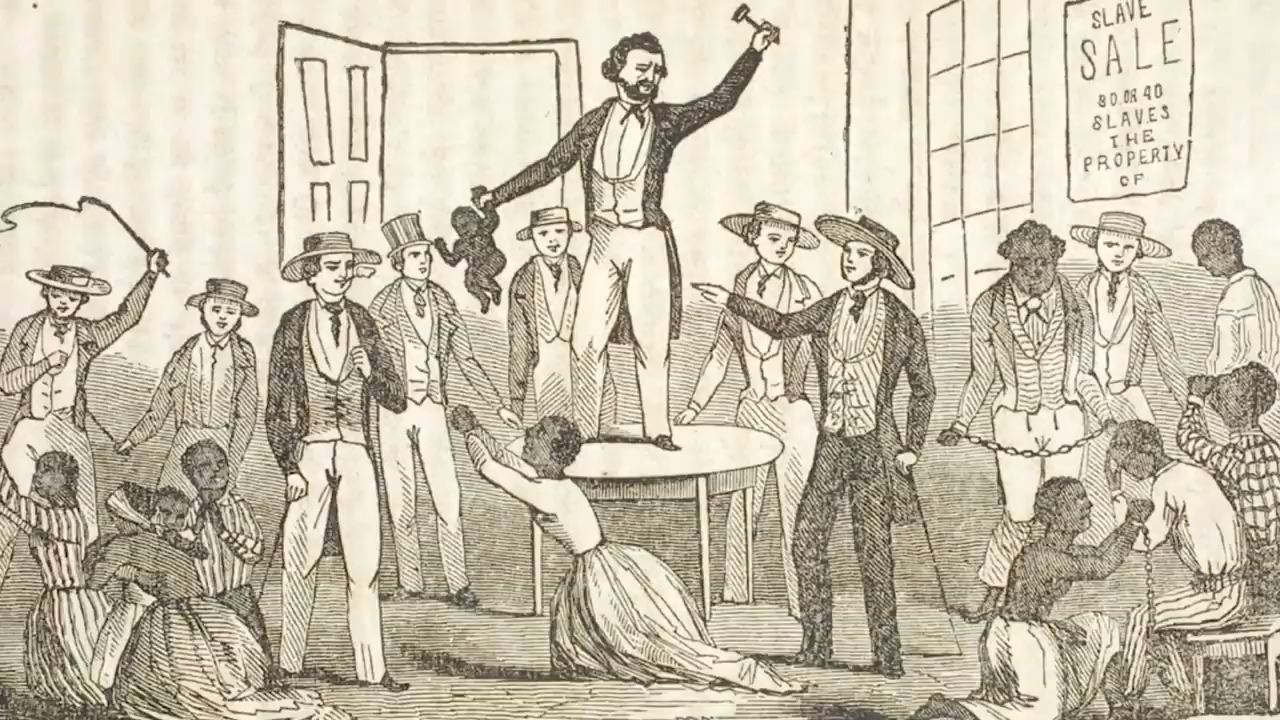 SLAVE
SALE
80 OR 40
SLAVES
THE
PROPERTY
OF